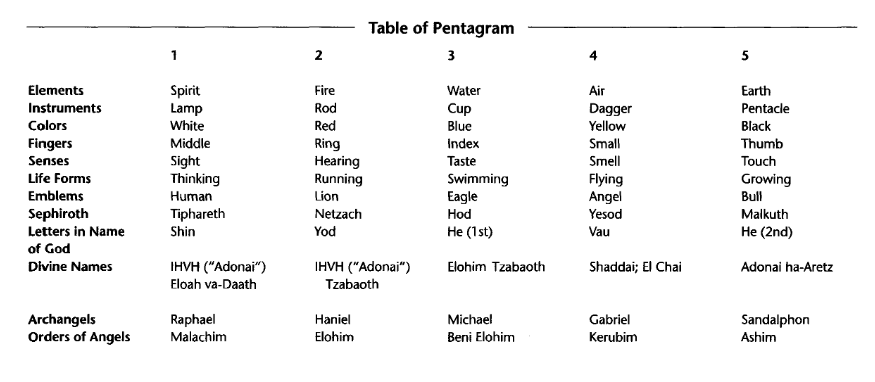 Table of Pentagram
1 2 3 4 5
Elements Spirit Fire Water Air Earth
Instruments Lamp Rod Cup Dagger Pentacle
Colors White Red Blue Yellow Black
Fingers Middle Ring Index Small Thumb
Senses Sight Hearing Taste Smell Touch
Life Forms Thinking Running Swimming Flying Growing
Emblems Human Lion Eagle Angel Bull
Sephiroth Tiphareth Netzach Hod Yesod Malkuth
Letters in Name Shin Yod He (1st) Vau He (2nd)
of God
Divine Names IHVH ("Adonai") IHVH ("Adonai") Elohim Tzabaoth Shaddai; El Chai Adonai ha-Aretz
Eloah va-Daath Tzabaoth
Archangels Raphael Haniel Michael Gabriel Sandalphon
Orders of Angels Malachim Elohim Beni Elohim Kerubim Ashim